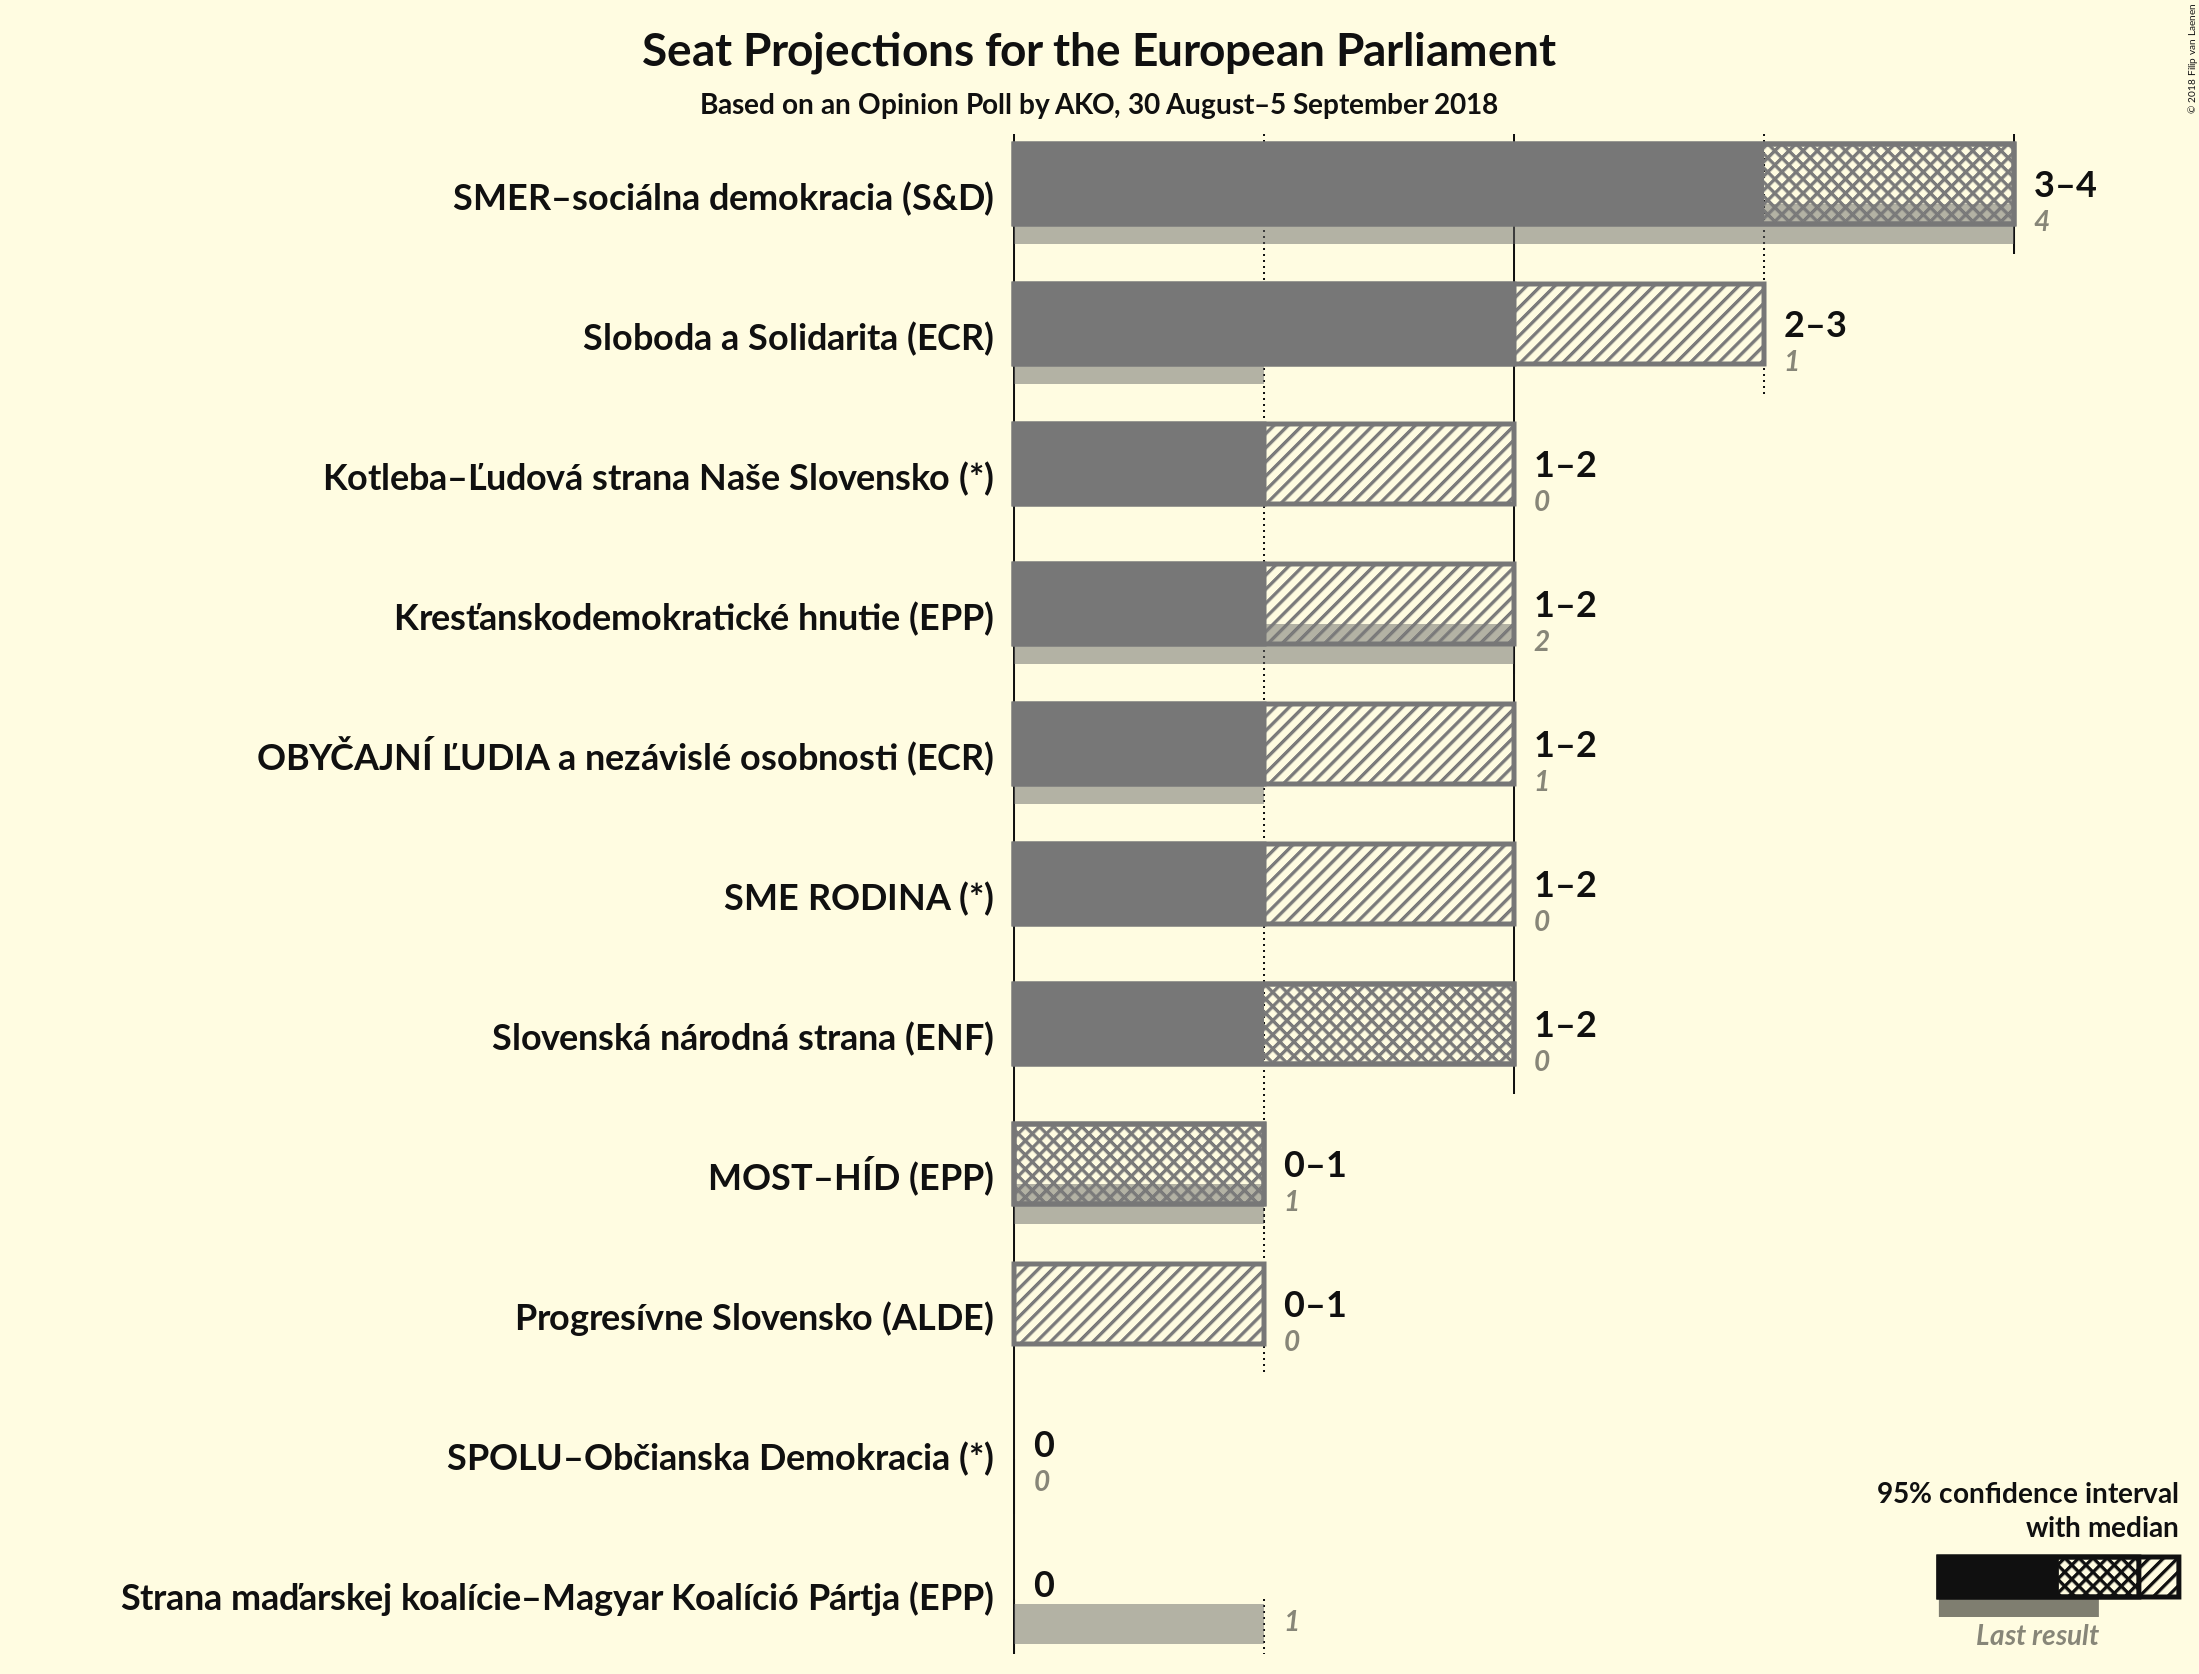 Seat Projections for the European Parliament
Based on an Opinion Poll by AKO, 30 August–5 September 2018
© 2018 Filip van Laenen
SMER–sociálna demokracia (S&D)
3–4
4
Sloboda a Solidarita (ECR)
2–3
1
Kotleba–Ľudová strana Naše Slovensko (*)
1–2
0
Kresťanskodemokratické hnutie (EPP)
1–2
2
OBYČAJNÍ ĽUDIA a nezávislé osobnosti (ECR)
1–2
1
SME RODINA (*)
1–2
0
Slovenská národná strana (ENF)
1–2
0
MOST–HÍD (EPP)
0–1
1
Progresívne Slovensko (ALDE)
0–1
0
SPOLU–Občianska Demokracia (*)
0
0
Strana maďarskej koalície–Magyar Koalíció Pártja (EPP)
0
1
95% confidence interval
with median
Last result